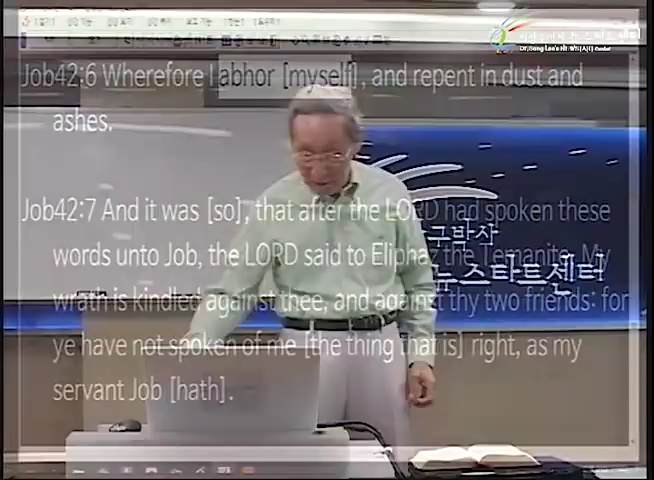 Job42:6 Wherefore I abhor [myself], and repent in dust and
ashes.
Job42:7 And it was [so], that after the LORD had spoken these
words unto Job, the LORD said to Eliphaz the Temanite, My
wrath is kindled against thee, and against thy two friends: for
ye have not spoken of me [the thing that is] right, as my
servant Job [hath].
구박사
뉴스타트센터